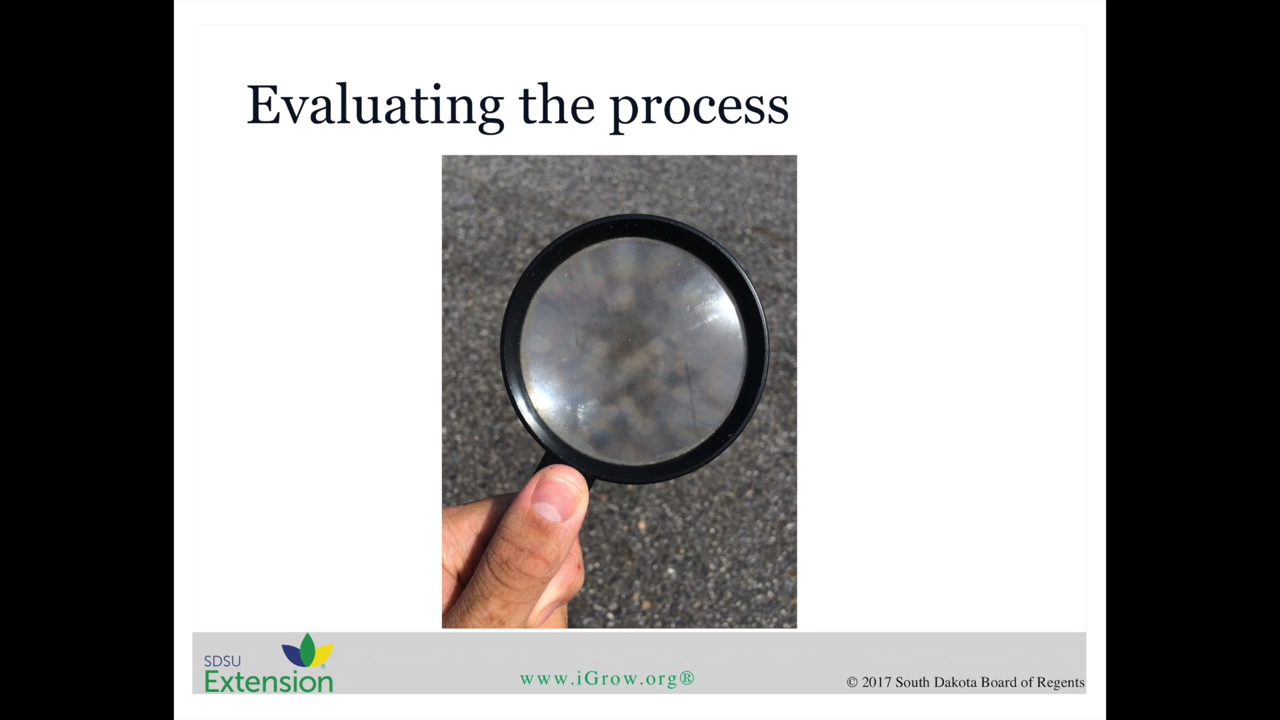 Evaluating the process
SDSU
Extension®
www.iGrow.org®
© 2017 South Dakota Board of Regents